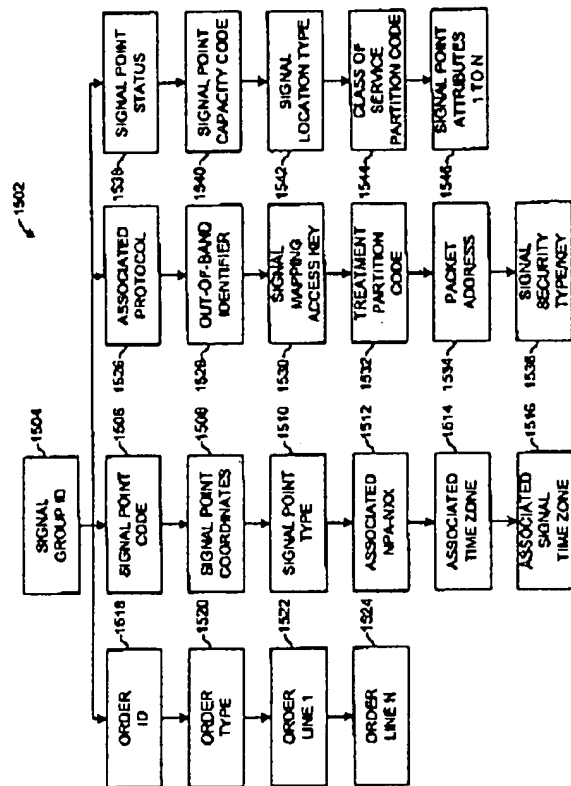 1502
1504
SIGNAL
GROUP ID
1518
ORDER
ID
1520
ORDER
TYPE
1522
ORDER
LINE 1
1524
ORDER
LINE N
1506
SIGNAL POINT
CODE
1508
SIGNAL POINT
COORDINATES
1510
SIGNAL POINT
TYPE
1512
ASSOCIATED
NPA-NXX
1514
ASSOCIATED
TIME ZONE
1516
ASSOCIATED
SIGNAL
TIME ZONE
1526
ASSOCIATED
PROTOCOL
1528
OUT-OF-BAND
IDENTIFIER
1530
SIGNAL
MAPPING
ACCESS KEY
1532
TREATMENT
PARTITION
CODE
1534
PACKET
ADDRESS
1536
SIGNAL
SECURITY
TYPE/KEY
1538
SIGNAL POINT
STATUS
1540
SIGNAL POINT
CAPACITY CODE
1542
SIGNAL
LOCATION TYPE
1544
CLASS OF
SERVICE
PARTITION CODE
1546
SIGNAL POINT
ATTRIBUTES
1 TO N